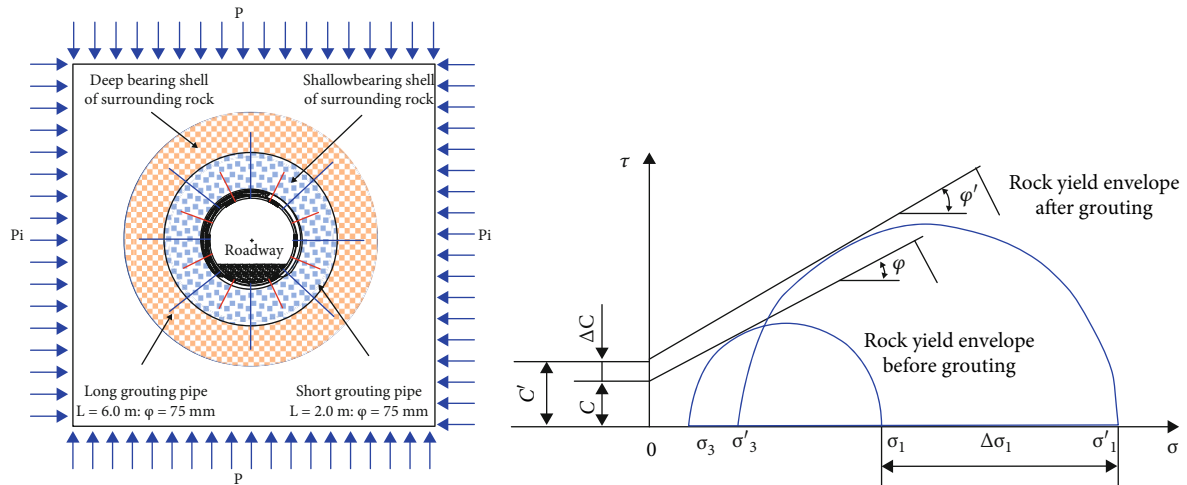 P
Deep bearing shell
of surrounding rock
Shallowbearing shell
of surrounding rock
Pi
Roadway
Pi
Long grouting pipe
L = 6.0 m: φ = 75 mm
Short grouting pipe
L = 2.0 m: φ = 75 mm
P
τ
φ′
Rock yield envelope
after grouting
φ
ΔC
Rock yield envelope
before grouting
C′
C
0
σ3
σ′3
σ1
Δσ1
σ′1
σ